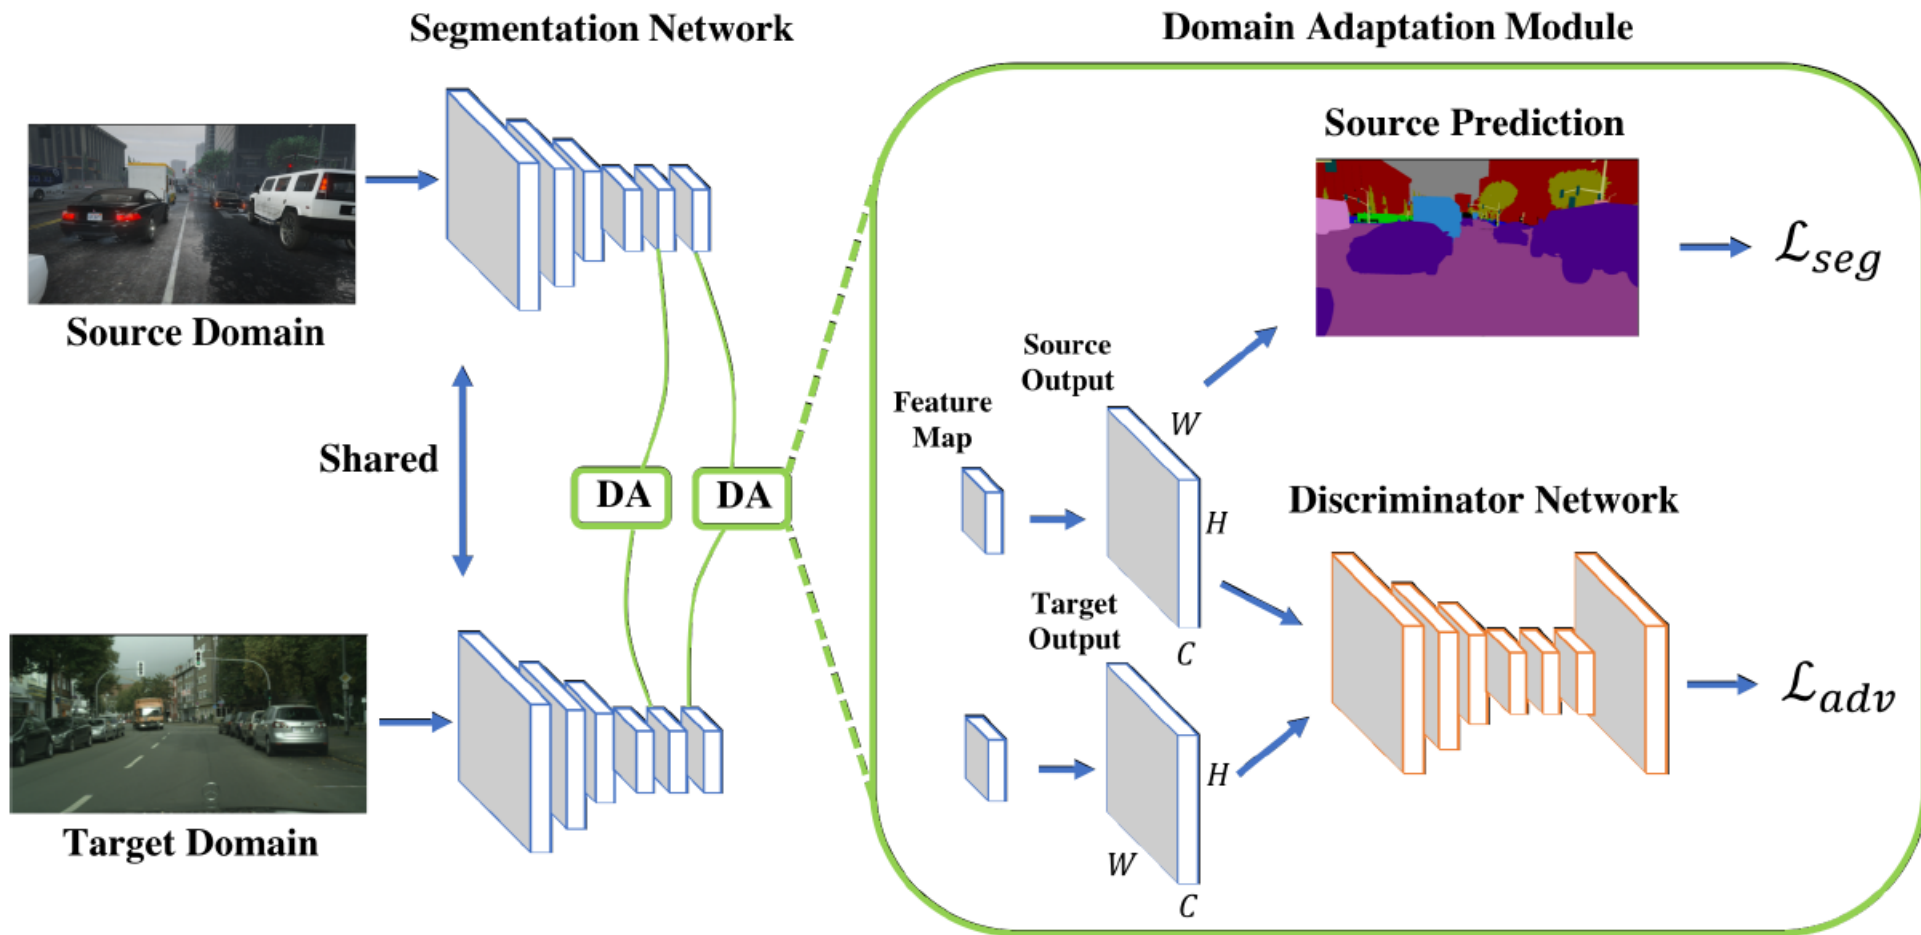 Segmentation Network
Domain Adaptation Module
Source Domain
Shared
Target Domain
DA
DA
Source Prediction
ℒseg
Source
Output
Feature
Map
W
H
C
Discriminator Network
Target
Output
H
W
C
ℒadv